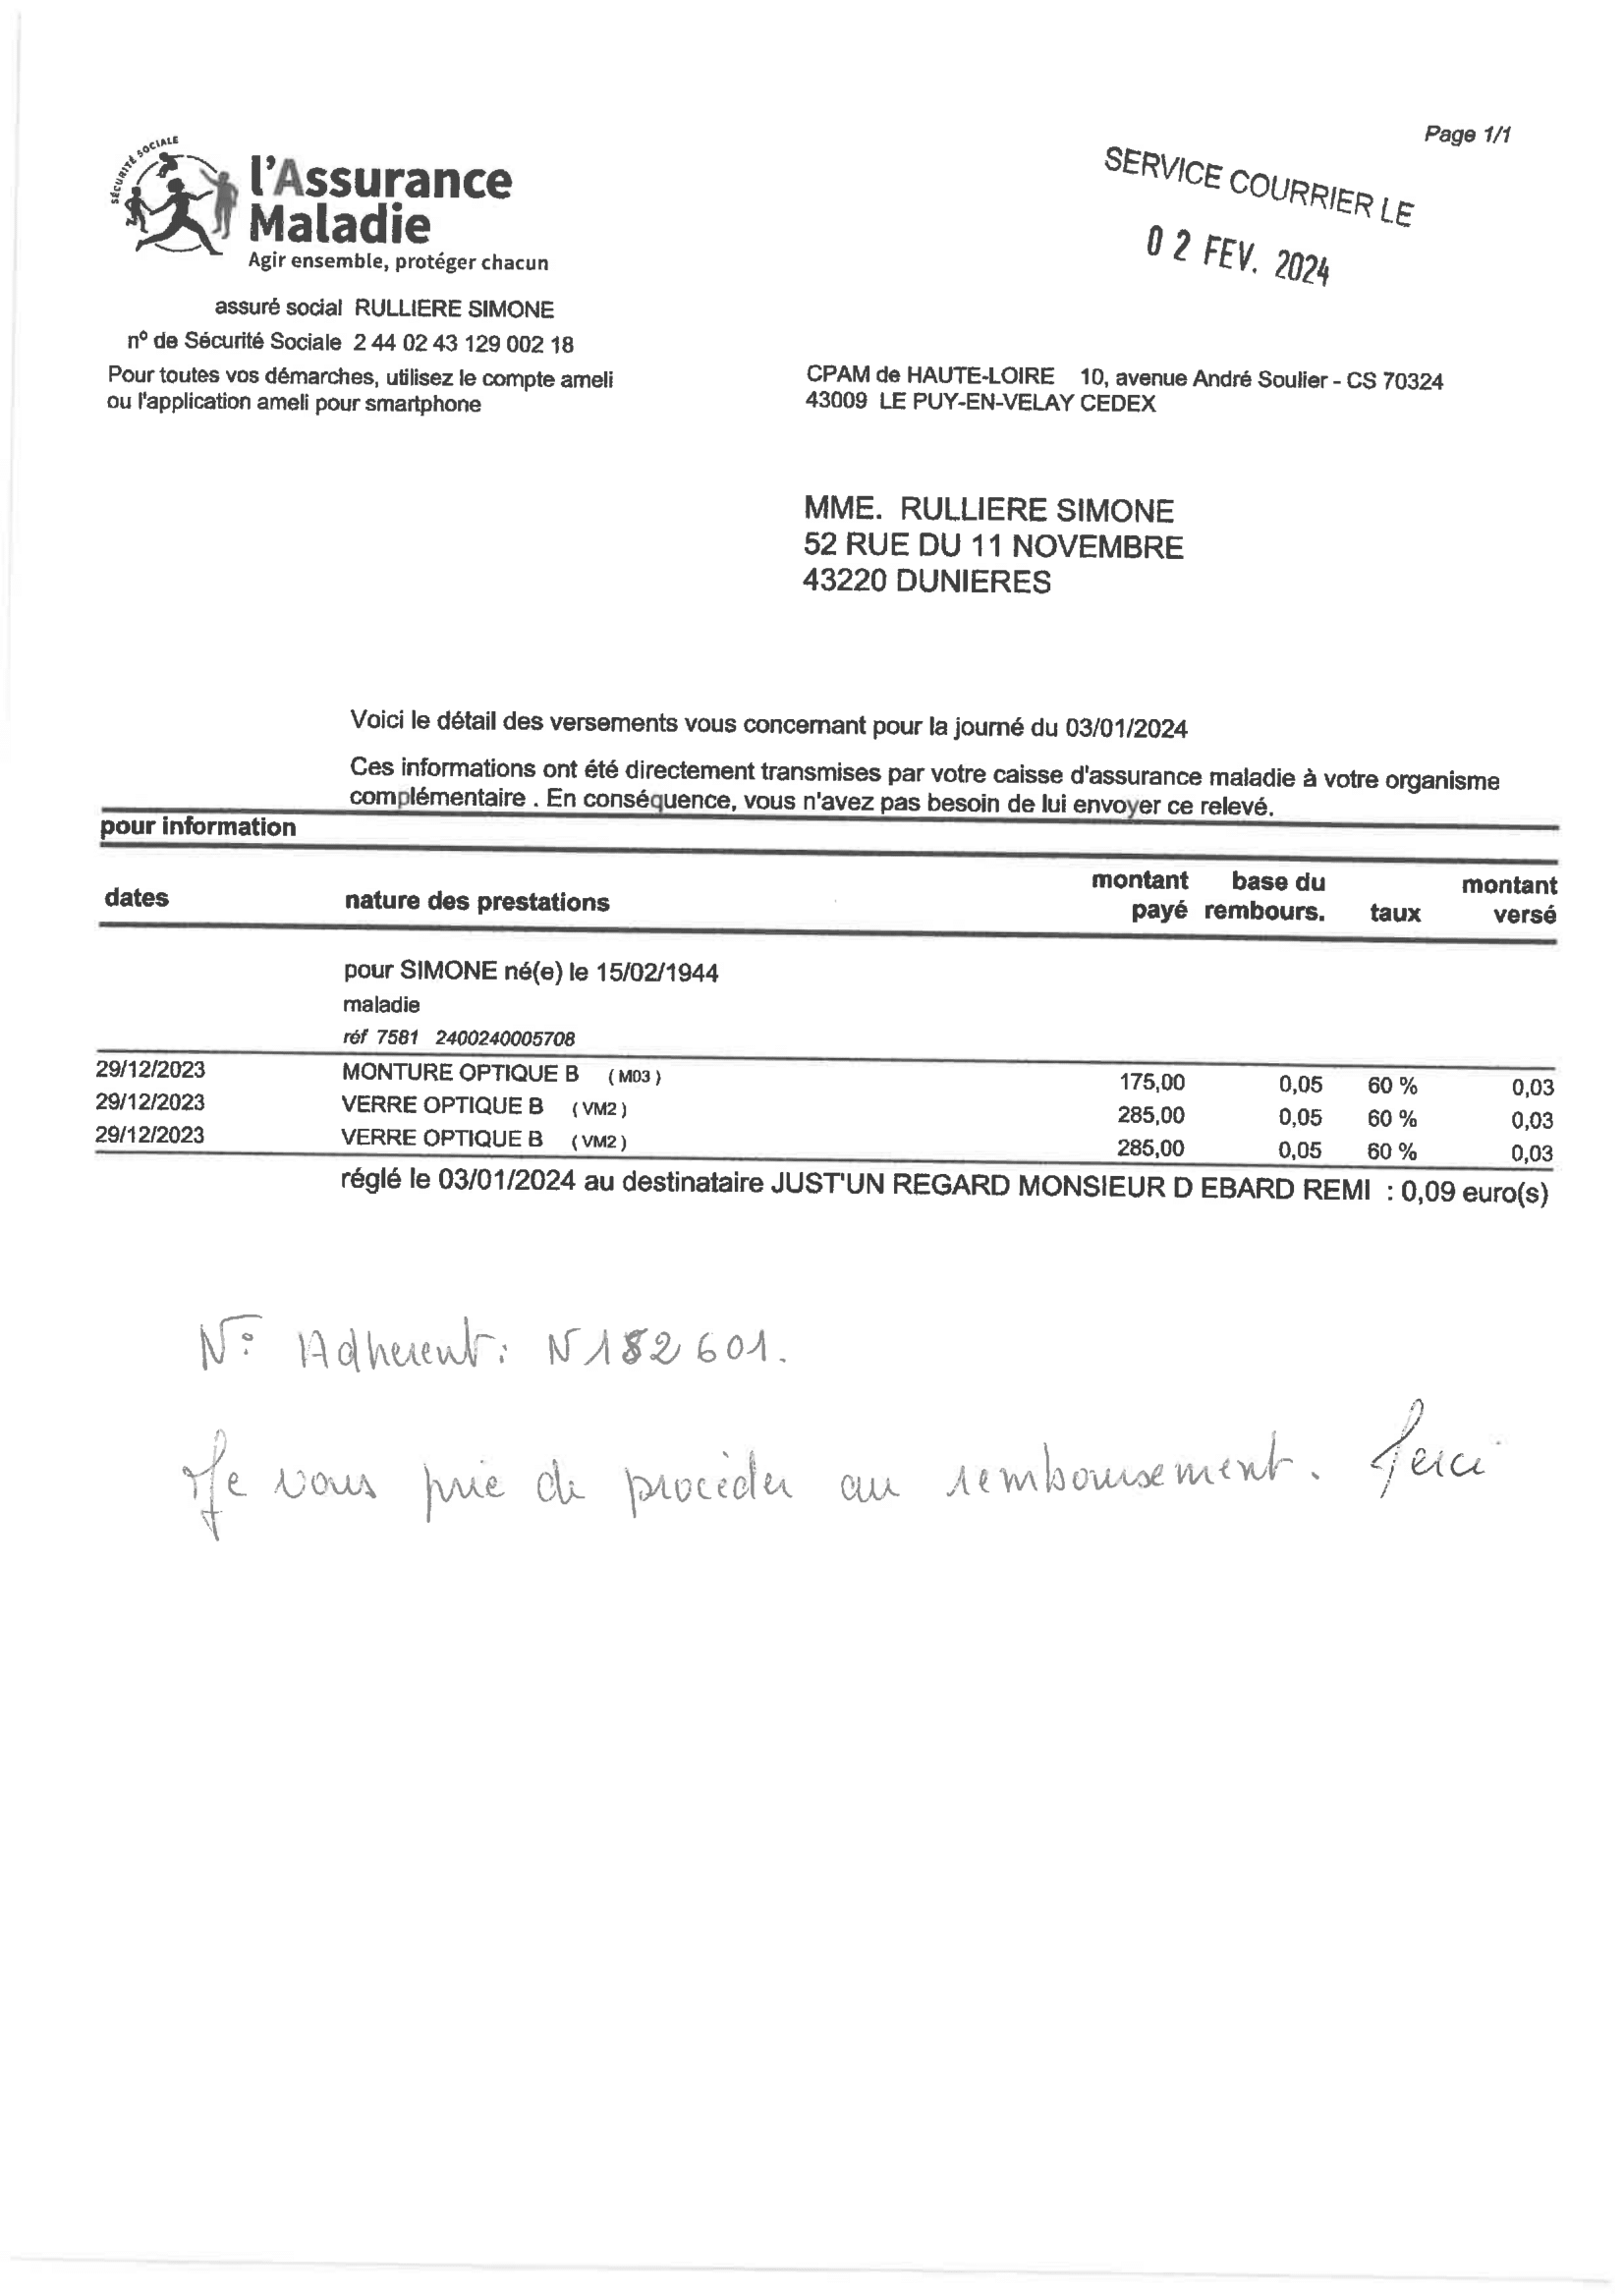 Page 1/1
SÉCURITÉ SOCIALE
l'Assurance
Maladie
Agir ensemble, protéger chacun
SERVICE COURRIER LE
02 FEV. 2024
assuré social RULLIERE SIMONE
nº de Sécurité Sociale 2 44 02 43 129 002 18
Pour toutes vos démarches, utilisez le compte ameli
ou l'application ameli pour smartphone
CPAM de HAUTE-LOIRE 10, avenue André Soulier - CS 70324
43009 LE PUY-EN-VELAY CEDEX
MME. RULLIERE SIMONE
52 RUE DU 11 NOVEMBRE
43220 DUNIERES
Voici le détail des versements vous concernant pour la journé du 03/01/2024
Ces informations ont été directement transmises par votre caisse d'assurance maladie à votre organisme
complémentaire . En conséquence, vous n'avez pas besoin de lui envoyer ce relevé.
pour information
dates nature des prestations montant payé base du rembours. taux montant versé
pour SIMONE né(e) le 15/02/1944
maladie
réf 7581 2400240005708
29/12/2023 MONTURE OPTIQUE B (M03) 175,00 0,05 60 % 0,03
29/12/2023 VERRE OPTIQUE B (VM2) 285,00 0,05 60 % 0,03
29/12/2023 VERRE OPTIQUE B (VM2) 285,00 0,05 60 % 0,03
réglé le 03/01/2024 au destinataire JUST'UN REGARD MONSIEUR D EBARD REMI : 0,09 euro(s)
N° Adherent: N182601.
Je vous prie de procéder au remboursement. Merci